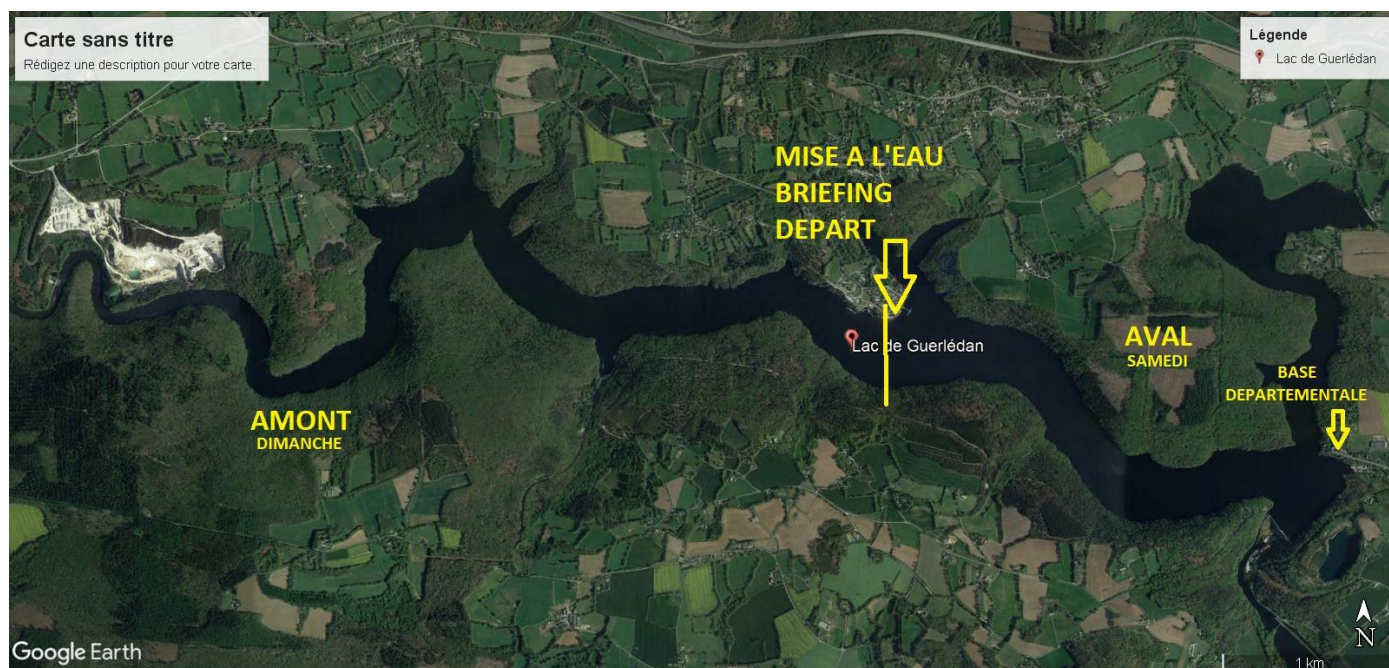 Carte sans titre
Rédigez une description pour votre carte.
Légende
Lac de Guerlédan
MISE A L'EAU
BRIEFING
DEPART
Lac de Guerlédan
AVAL
SAMEDI
BASE
DEPARTEMENTALE
AMONT
DIMANCHE
Google Earth
N
1 km